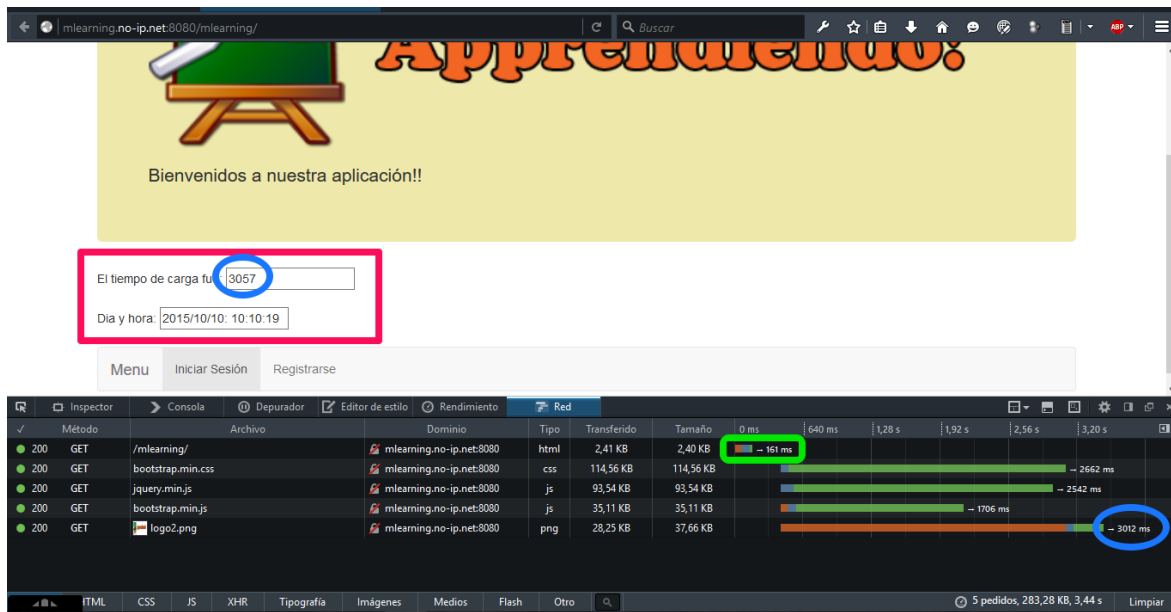 mlearning.no-ip.net:8080/mlearning/ Buscar ABP
Apprendiendo!
Bienvenidos a nuestra aplicación!!
El tiempo de carga fu : 3057
Dia y hora: 2015/10/10: 10:10:19
Menu Iniciar Sesión Registrarse
Inspector Consola Depurador Editor de estilo Rendimiento Red
✓ Método Archivo Dominio Tipo Transferido Tamaño 0 ms 640 ms 1,28 s 1,92 s 2,56 s 3,20 s
200 GET /mlearning/ mlearning.no-ip.net:8080 html 2,41 KB 2,40 KB → 161 ms
200 GET bootstrap.min.css mlearning.no-ip.net:8080 css 114,56 KB 114,56 KB → 2662 ms
200 GET jquery.min.js mlearning.no-ip.net:8080 js 93,54 KB 93,54 KB → 2542 ms
200 GET bootstrap.min.js mlearning.no-ip.net:8080 js 35,11 KB 35,11 KB → 1706 ms
200 GET logo2.png mlearning.no-ip.net:8080 png 28,25 KB 37,66 KB → 3012 ms
HTML CSS JS XHR Tipografía Imágenes Medios Flash Otro 5 pedidos, 283,28 KB, 3,44 s Limpiar